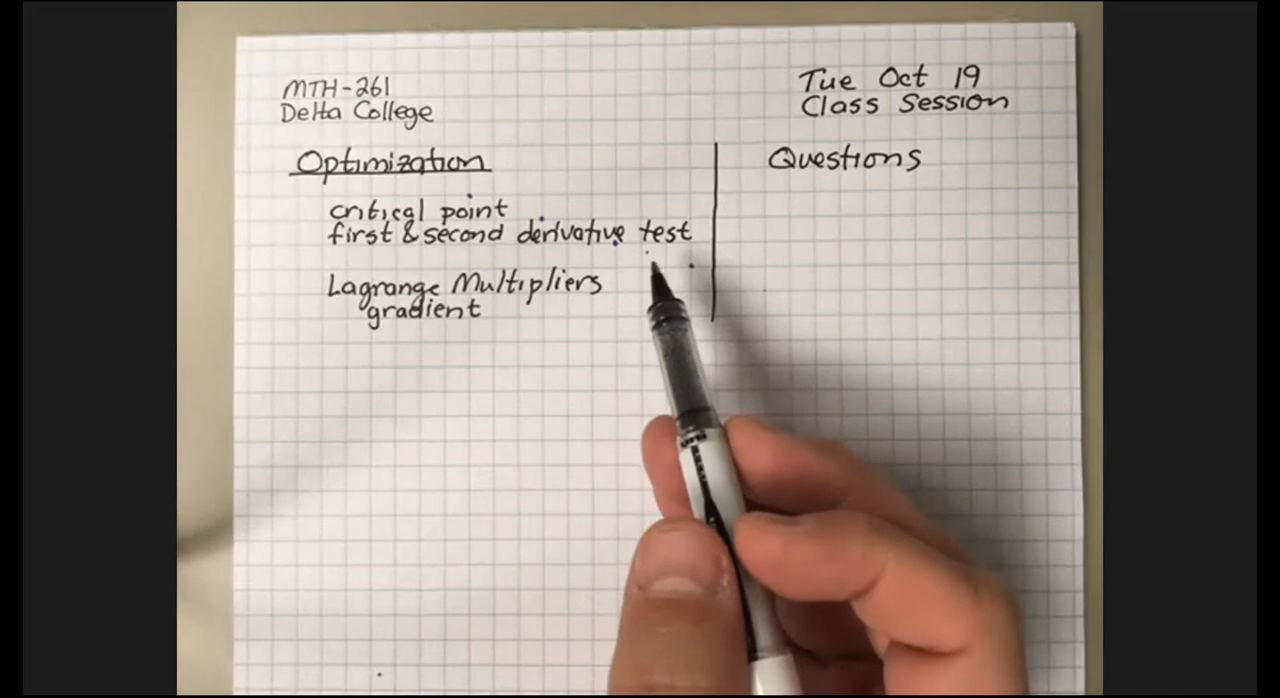 MTH-261
Delta College
Tue Oct 19
Class Session
Optimization
critical point
first & second derivative test
Lagrange Multipliers
gradient
Questions